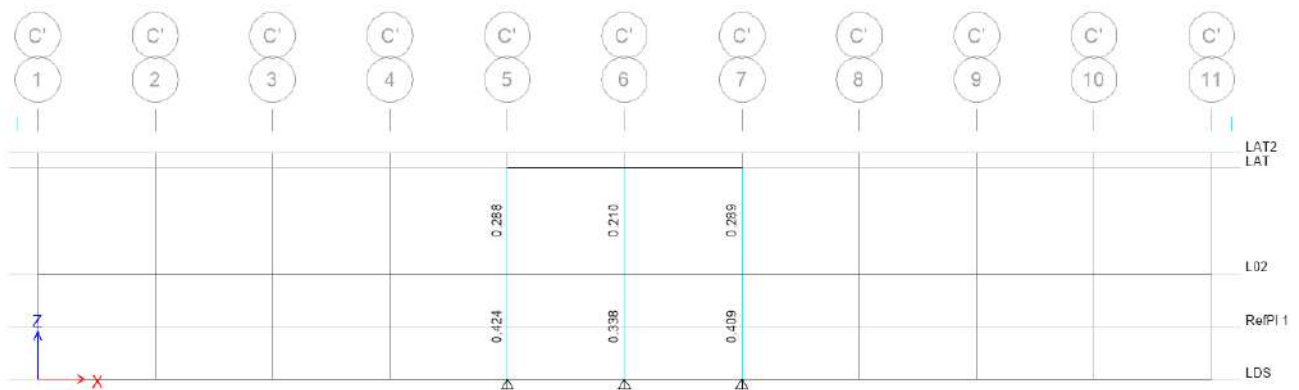 C' C' C' C' C' C' C' C' C' C' C'
1 2 3 4 5 6 7 8 9 10 11
LAT2
LAT
0.288 0.210 0.289
L02
0.424 0.338 0.409
RefPl 1
Z
X
LDS